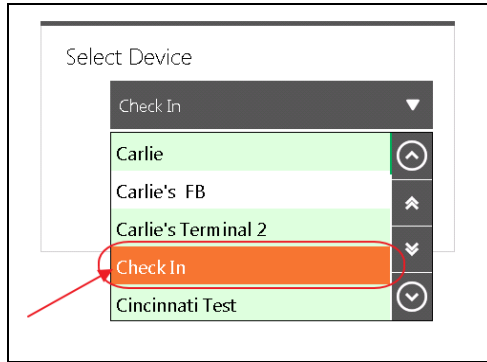 Select Device
Check In
Carlie
Carlie's FB
Carlie's Terminal 2
Check In
Cincinnati Test